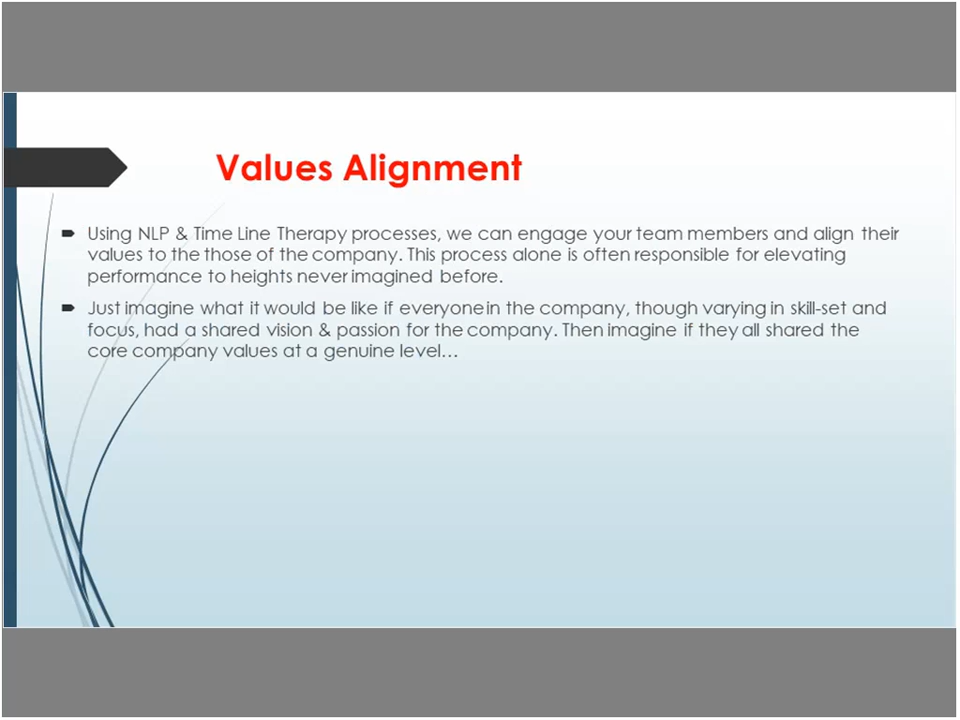 Values Alignment
Using NLP & Time Line Therapy processes, we can engage your team members and align their
values to the those of the company. This process alone is often responsible for elevating
performance to heights never imagined before.
Just imagine what it would be like if everyone in the company, though varying in skill-set and
focus, had a shared vision & passion for the company. Then imagine if they all shared the
core company values at a genuine level...